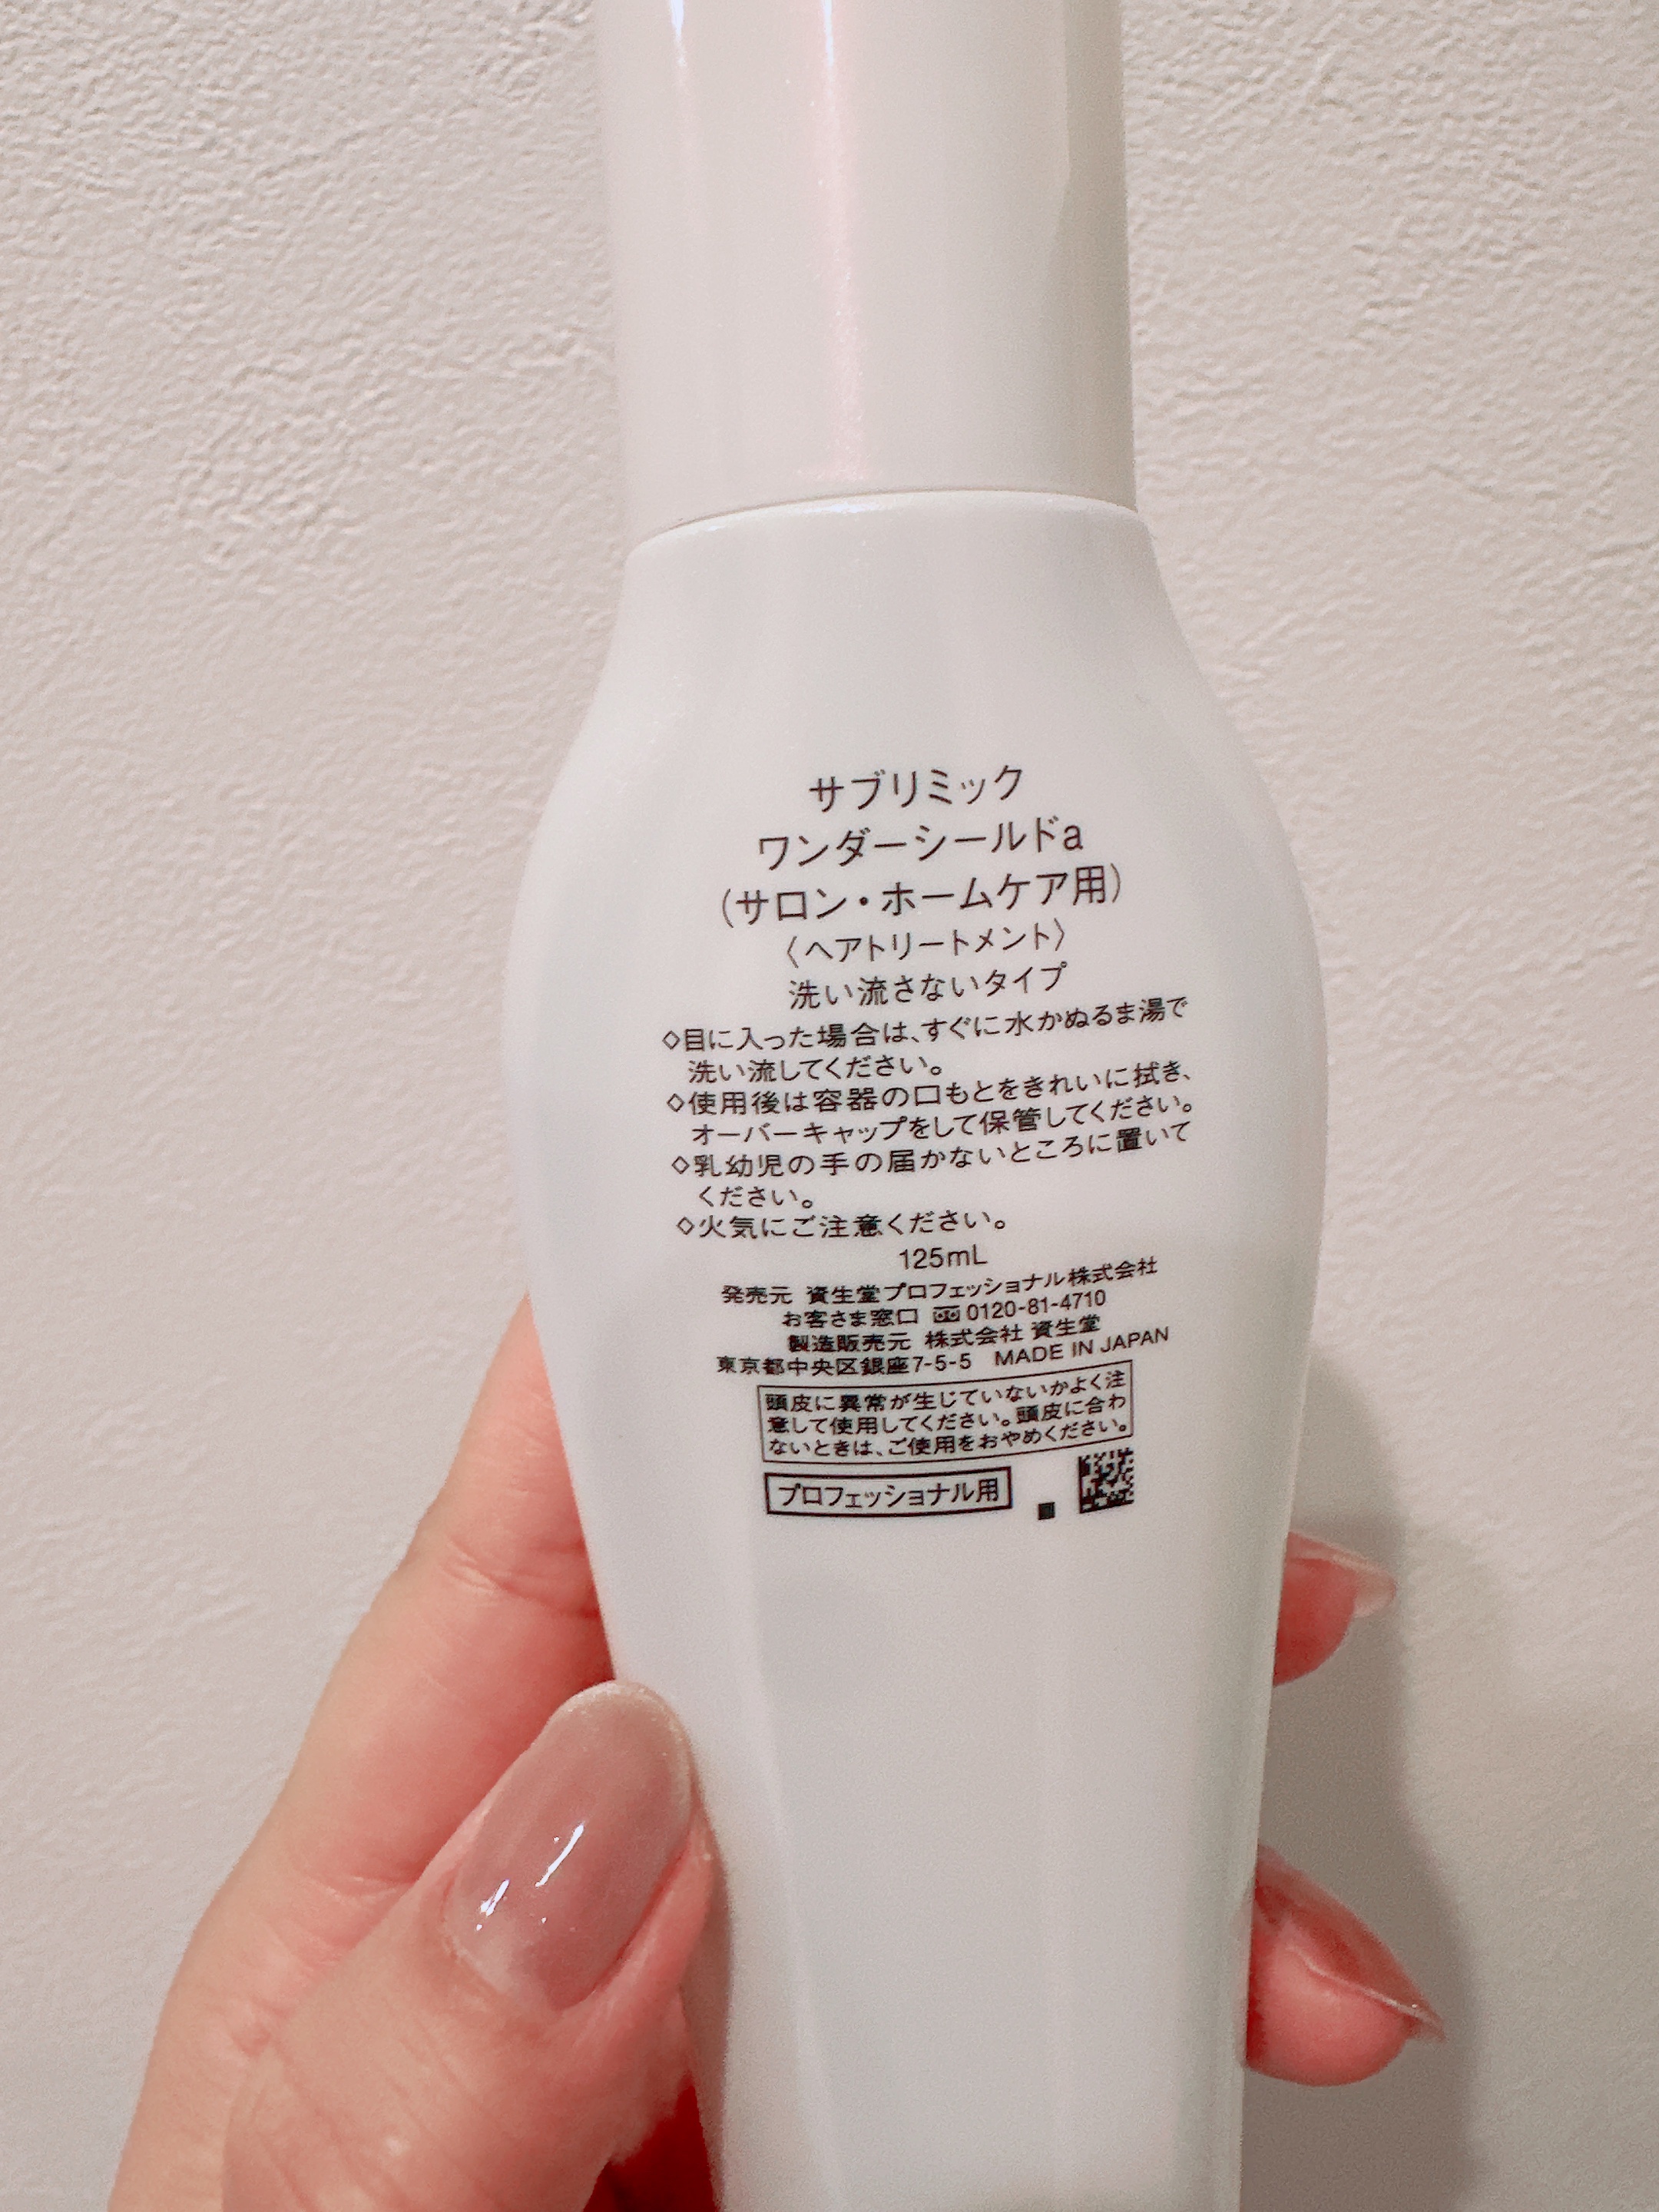 サブリミック
ワンダーシールドa
(サロン・ホームケア用)
〈ヘアトリートメント〉
洗い流さないタイプ
◇目に入った場合は、すぐに水かぬるま湯で
洗い流してください。
◇使用後は容器の口もとをきれいに拭き、
オーバーキャップをして保管してください。
◇乳幼児の手の届かないところに置いて
ください。
◇火気にご注意ください。
125mL
発売元 資生堂プロフェッショナル株式会社
お客さま窓口 0120-81-4710
製造販売元 株式会社 資生堂
東京都中央区銀座7-5-5 MADE IN JAPAN
頭皮に異常が生じていないかよく注
意して使用してください。頭皮に合わ
ないときは、ご使用をおやめください。
プロフェッショナル用